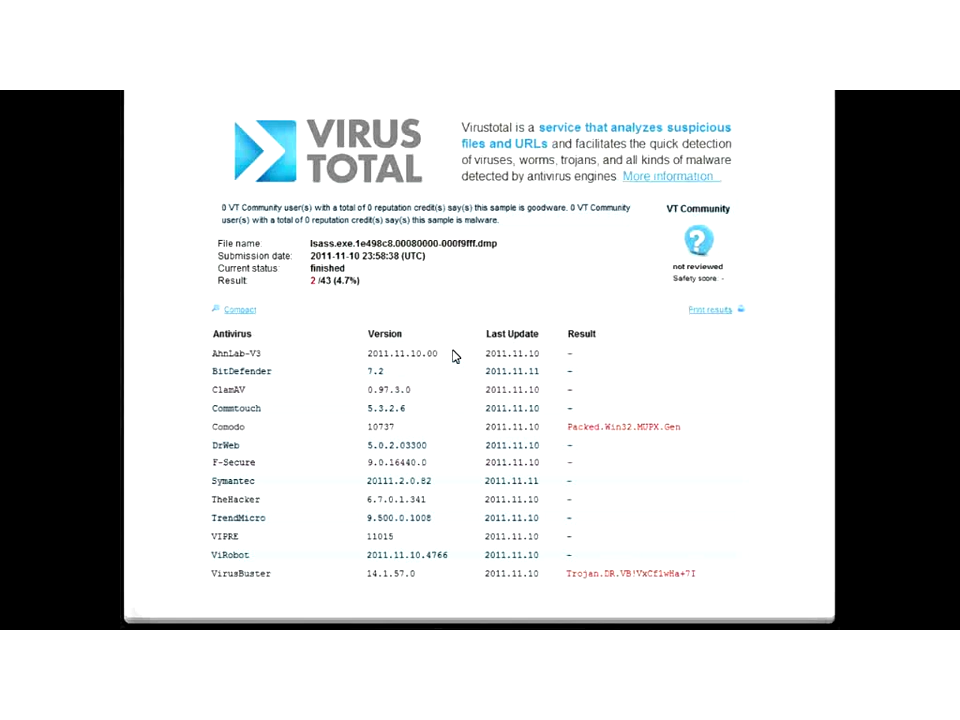 VIRUS
TOTAL
Virustotal is a service that analyzes suspicious
files and URLs and facilitates the quick detection
of viruses, worms, trojans, and all kinds of malware
detected by antivirus engines. More information...
0 VT Community user(s) with a total of 0 reputation credit(s) say(s) this sample is goodware. 0 VT Community
user(s) with a total of 0 reputation credit(s) say(s) this sample is malware.
VT Community
?
not reviewed
Safety score: -
File name: lsass.exe.1e498c8.00080000-000f9fff.dmp
Submission date: 2011-11-10 23:58:38 (UTC)
Current status: finished
Result: 2 /43 (4.7%)
Compact Print results
Antivirus Version Last Update Result
AhnLab-V3 2011.11.10.00 2011.11.10 -
BitDefender 7.2 2011.11.11 -
ClamAV 0.97.3.0 2011.11.10 -
Commtouch 5.3.2.6 2011.11.10 -
Comodo 10737 2011.11.10 Packed.Win32.MUPX.Gen
DrWeb 5.0.2.03300 2011.11.10 -
F-Secure 9.0.16440.0 2011.11.10 -
Symantec 20111.2.0.82 2011.11.11 -
TheHacker 6.7.0.1.341 2011.11.10 -
TrendMicro 9.500.0.1008 2011.11.10 -
VIPRE 11015 2011.11.10 -
ViRobot 2011.11.10.4766 2011.11.10 -
VirusBuster 14.1.57.0 2011.11.10 Trojan.DR.VB!VxCf1wHa+7I